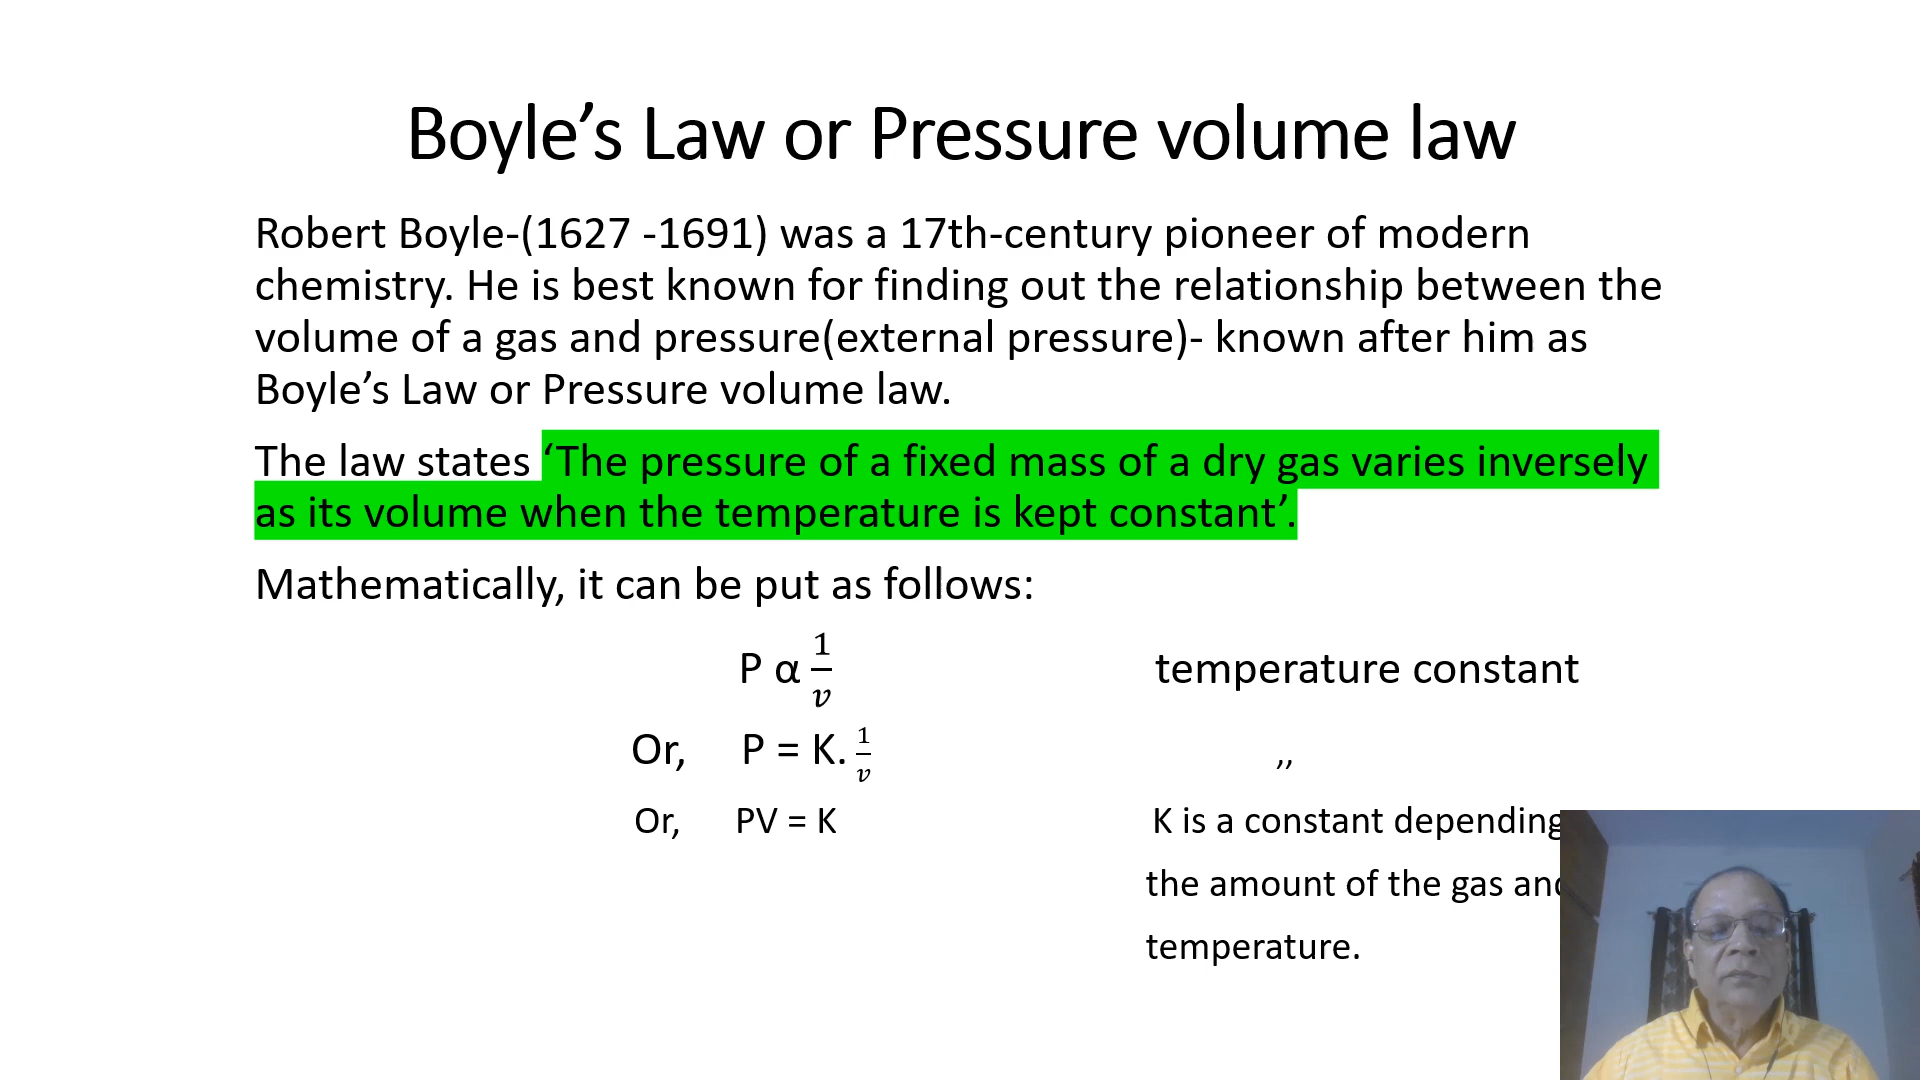 Boyle’s Law or Pressure volume law
Robert Boyle-(1627 -1691) was a 17th-century pioneer of modern
chemistry. He is best known for finding out the relationship between the
volume of a gas and pressure(external pressure)- known after him as
Boyle’s Law or Pressure volume law.
The law states ‘The pressure of a fixed mass of a dry gas varies inversely
as its volume when the temperature is kept constant’.
Mathematically, it can be put as follows:
P α 1/v temperature constant
Or, P = K. 1/v ,,
Or, PV = K K is a constant depending
the amount of the gas and
temperature.